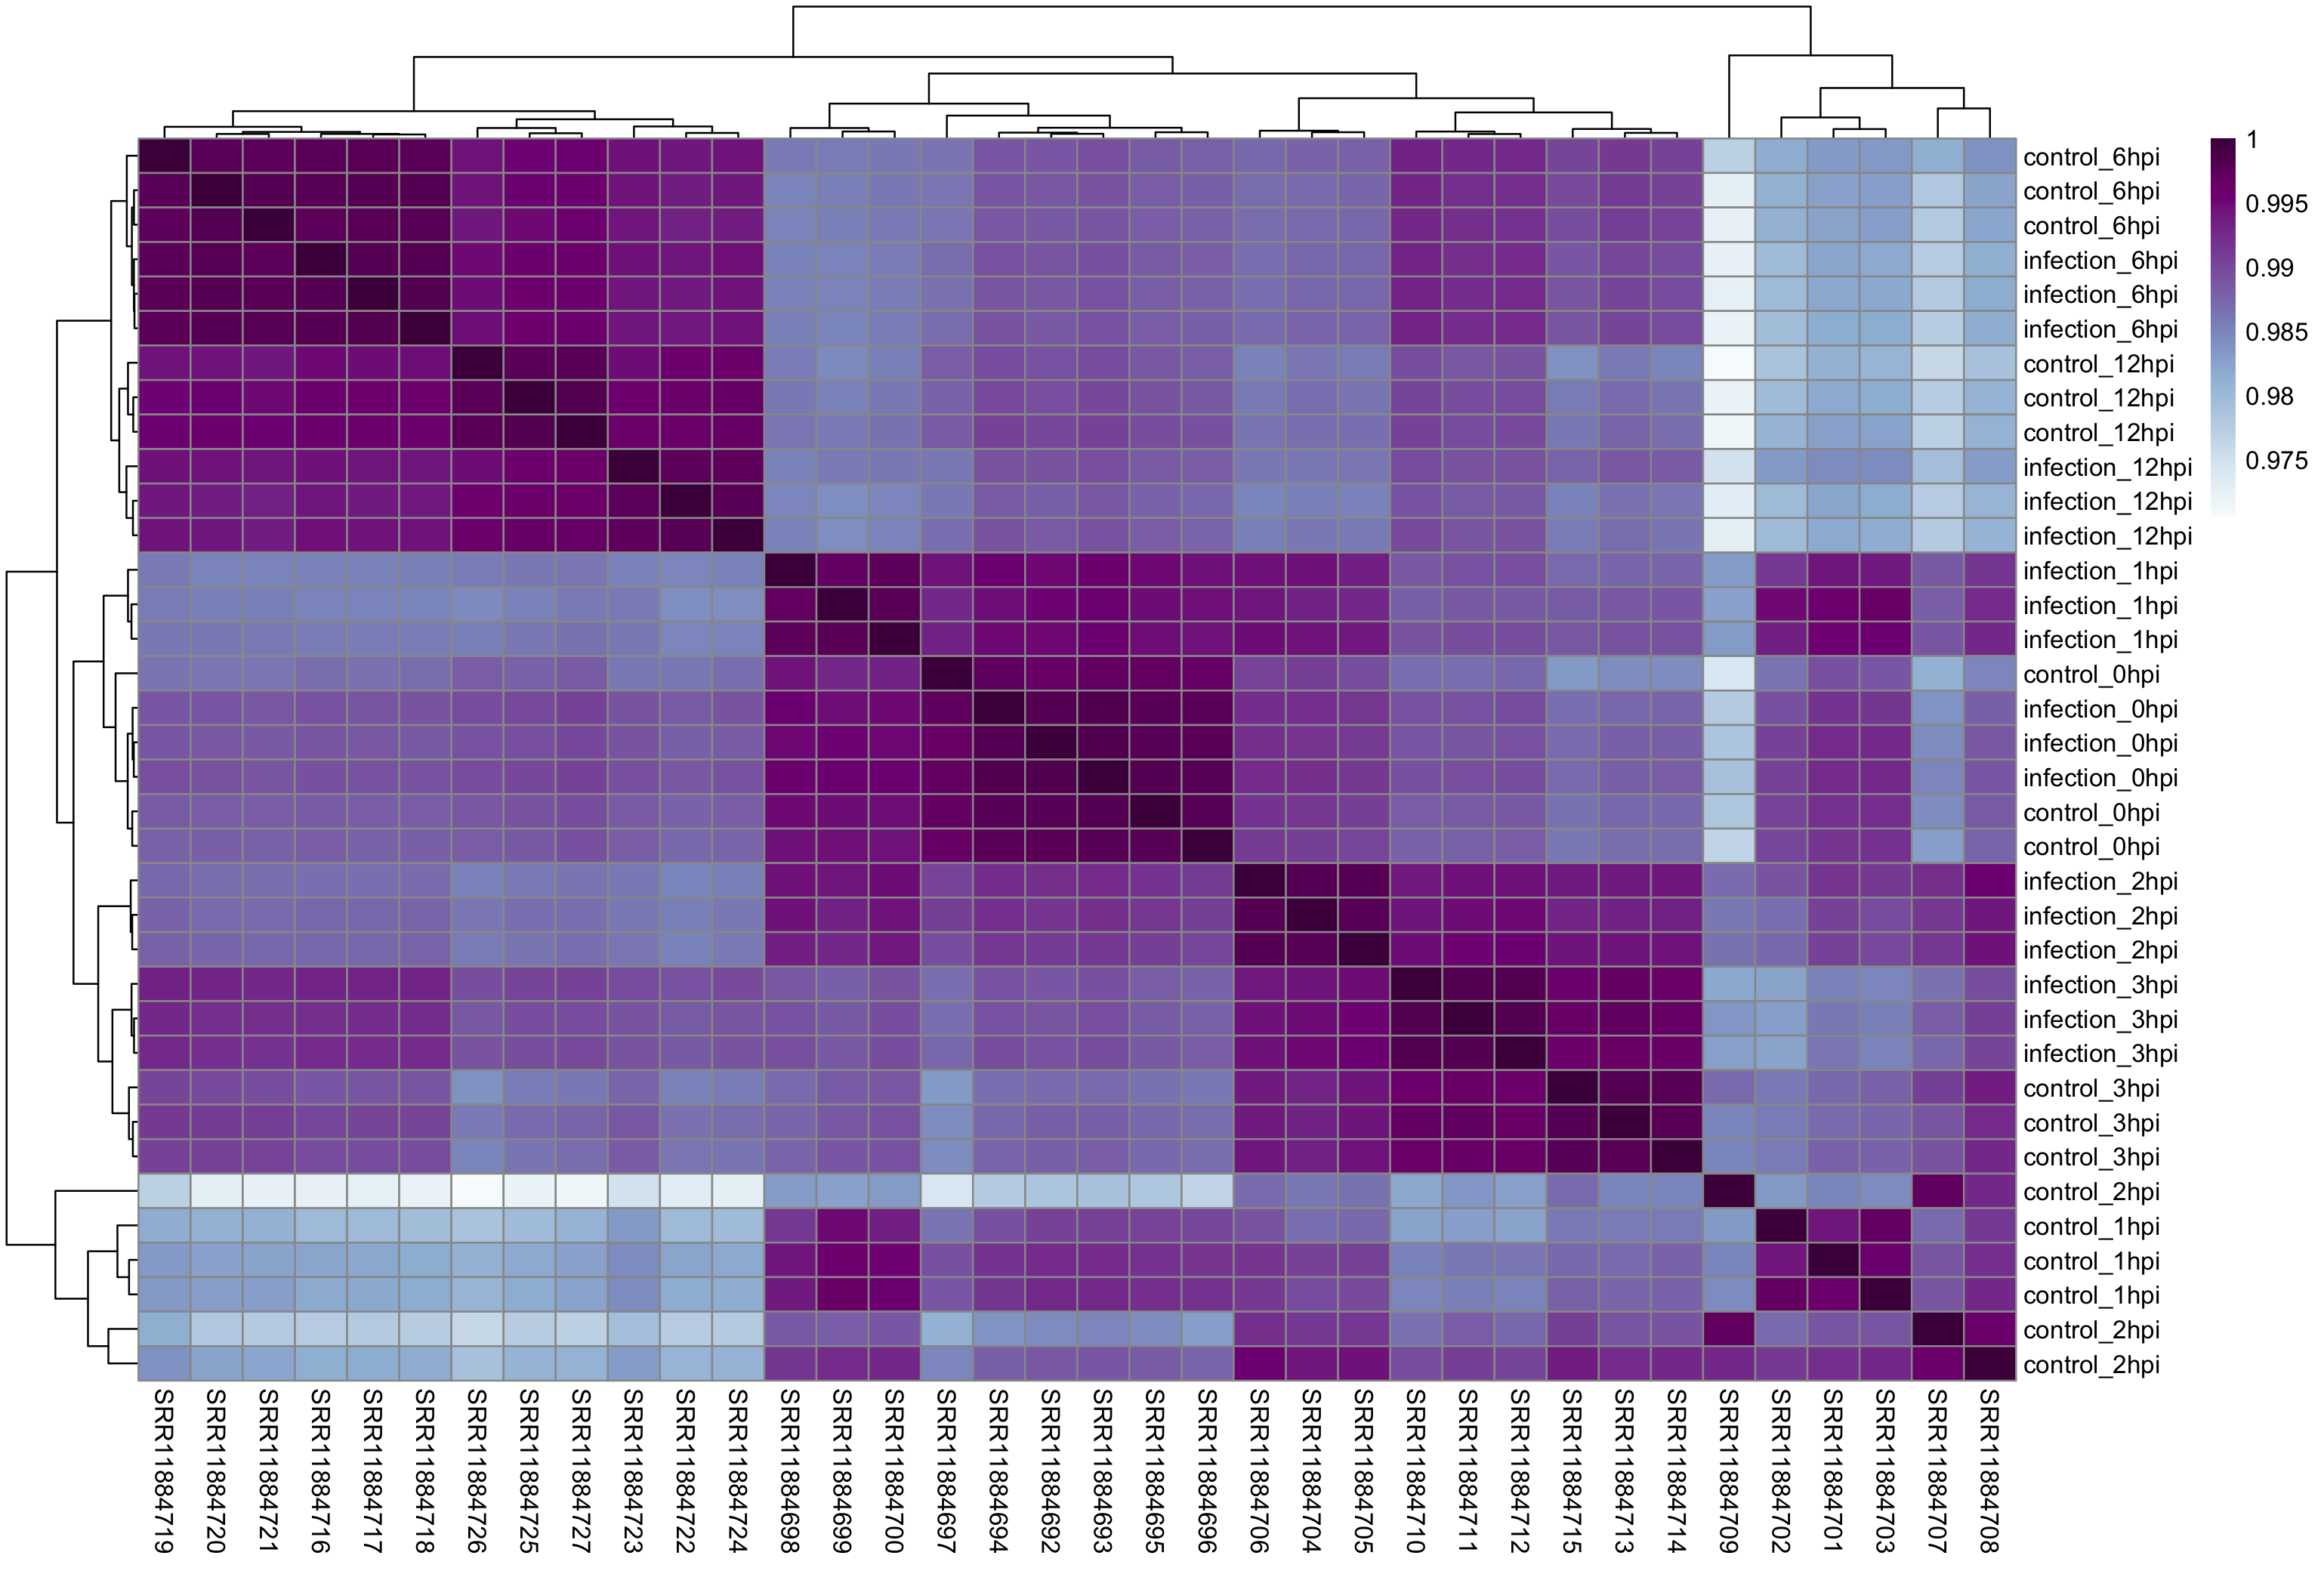 1
0.995
0.99
0.985
0.98
0.975
control_6hpi
control_6hpi
control_6hpi
infection_6hpi
infection_6hpi
infection_6hpi
control_12hpi
control_12hpi
control_12hpi
infection_12hpi
infection_12hpi
infection_12hpi
infection_1hpi
infection_1hpi
infection_1hpi
control_0hpi
infection_0hpi
infection_0hpi
infection_0hpi
control_0hpi
control_0hpi
infection_2hpi
infection_2hpi
infection_2hpi
infection_3hpi
infection_3hpi
infection_3hpi
control_3hpi
control_3hpi
control_3hpi
control_2hpi
control_1hpi
control_1hpi
control_1hpi
control_2hpi
control_2hpi
SRR11884719
SRR11884720
SRR11884721
SRR11884716
SRR11884717
SRR11884718
SRR11884726
SRR11884725
SRR11884727
SRR11884723
SRR11884722
SRR11884724
SRR11884698
SRR11884699
SRR11884700
SRR11884697
SRR11884694
SRR11884692
SRR11884693
SRR11884695
SRR11884696
SRR11884706
SRR11884704
SRR11884705
SRR11884710
SRR11884711
SRR11884712
SRR11884715
SRR11884713
SRR11884714
SRR11884709
SRR11884702
SRR11884701
SRR11884703
SRR11884707
SRR11884708